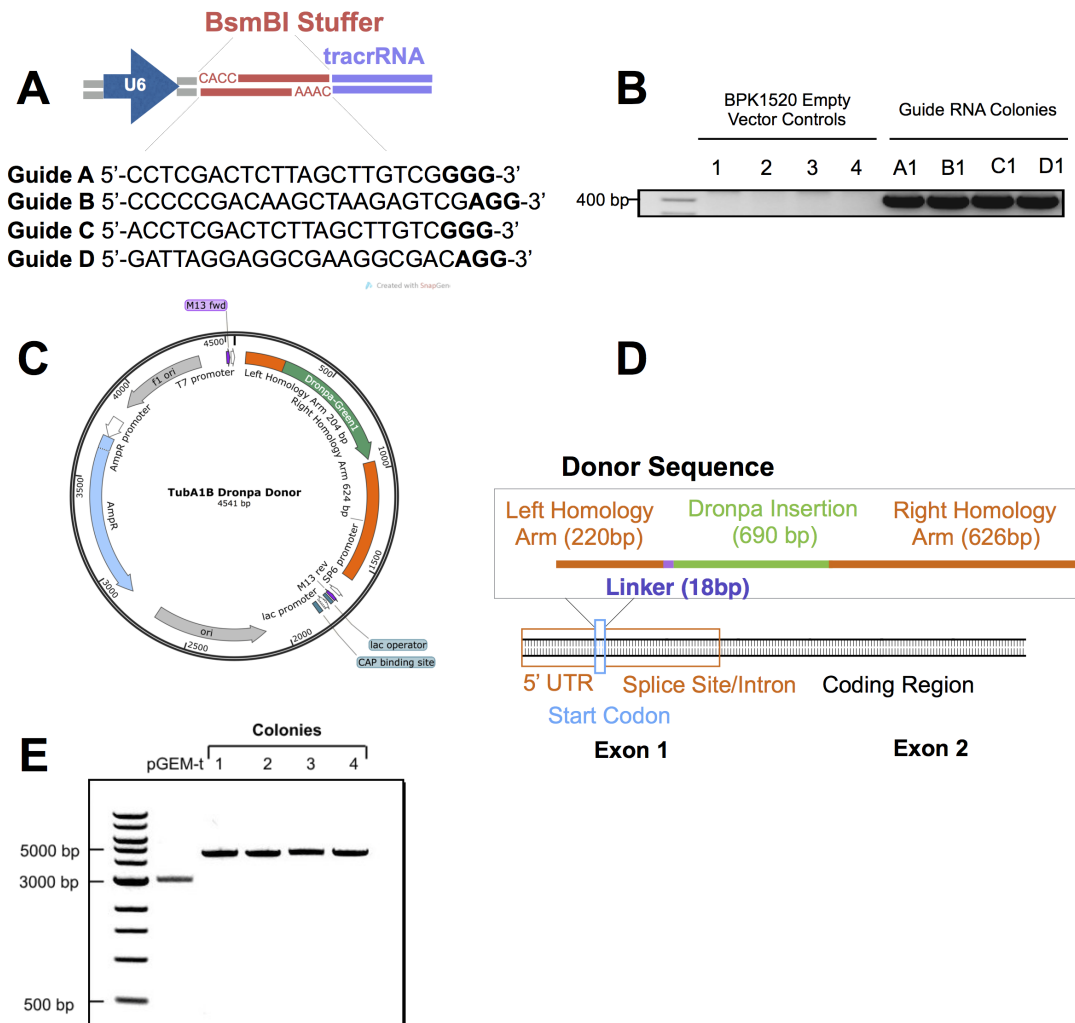 BsmBI Stuffer
tracrRNA
A
U6
CACC
AAAC
Guide A 5’-CCTCGACTCTTAGCTTGTCGGGG-3’
Guide B 5’-CCCCCGACAAGCTAAGAGTCGAGG-3’
Guide C 5’-ACCTCGACTCTTAGCTTGTCGGG-3’
Guide D 5’-GATTAGGAGGCGAAGGCGACAGG-3’
Created with SnapGen
B
BPK1520 Empty
Vector Controls
Guide RNA Colonies
1 2 3 4 A1 B1 C1 D1
400 bp
C
M13 fwd
4500
500
1000
1500
2000
2500
3000
3500
4000
f1 ori
T7 promoter
Left Homology Arm 204 bp
Dronpa-Green1
Right Homology Arm 624 bp
AmpR promoter
AmpR
TubA1B Dronpa Donor
4541 bp
SP6 promoter
M13 rev
lac promoter
ori
lac operator
CAP binding site
D
Donor Sequence
Left Homology
Arm (220bp)
Dronpa Insertion
(690 bp)
Right Homology
Arm (626bp)
Linker (18bp)
5’ UTR
Splice Site/Intron
Coding Region
Start Codon
Exon 1
Exon 2
E
Colonies
pGEM-t 1 2 3 4
5000 bp
3000 bp
500 bp